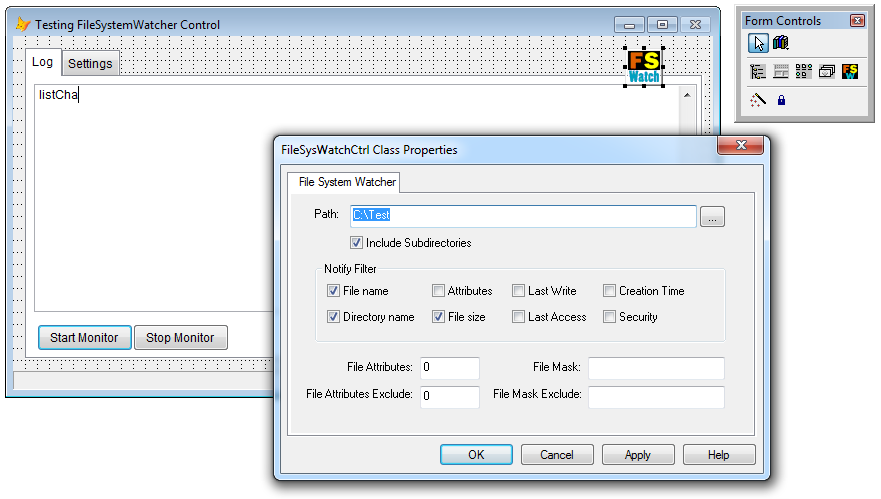 Testing FileSystemWatcher Control
Form Controls
Log Settings
FS
Watch
FS
W
listCha
FileSysWatchCtrl Class Properties
File System Watcher
Path: C:\Test ...
Include Subdirectories
Notify Filter
File name Attributes Last Write Creation Time
Directory name File size Last Access Security
Start Monitor Stop Monitor
File Attributes: 0 File Mask:
File Attributes Exclude: 0 File Mask Exclude:
OK Cancel Apply Help